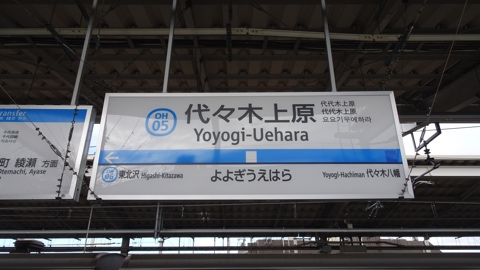 Transfer
町 綾瀬 方面
Otemachi, Ayase
OH
05
代々木上原
代代木上原
代代木上原
요요기우에하라
Yoyogi-Uehara
OH
06
東北沢 Higashi-Kitazawa
よよぎうえはら
Yoyogi-Hachiman 代々木八幡